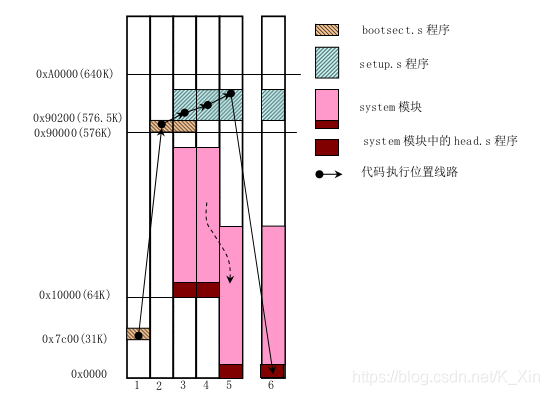 bootsect.s 程序
setup.s 程序
system 模块
system 模块中的 head.s 程序
代码执行位置线路
0xA0000(640K)
0x90200(576.5K)
0x90000(576K)
0x10000(64K)
0x7c00(31K)
0x0000
1 2 3 4 5 6
https://blog.csdn.net/K_Xin